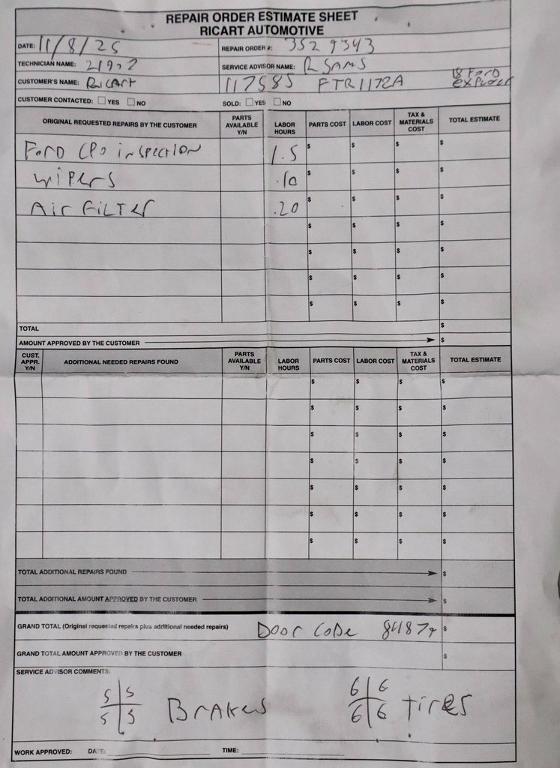 REPAIR ORDER ESTIMATE SHEET
RICART AUTOMOTIVE
DATE: 11/8/25 REPAIR ORDER #: 3529343
TECHNICIAN NAME: 21922 SERVICE ADVISOR NAME: R SAMS
CUSTOMER'S NAME: Ricart 117585 FTR1172A 18 Ford explorer
CUSTOMER CONTACTED: YES NO SOLD: YES NO
ORIGINAL REQUESTED REPAIRS BY THE CUSTOMER PARTS AVAILABLE Y/N LABOR HOURS PARTS COST LABOR COST TAX & MATERIALS COST TOTAL ESTIMATE
Ford CPO inspection 1.5 $ $ $ $
wipers .10 $ $ $ $
Air Filter .20 $ $ $ $
$ $ $ $
$ $ $ $
$ $ $ $
$ $ $ $
TOTAL $
AMOUNT APPROVED BY THE CUSTOMER $
CUST. APPR. Y/N ADDITIONAL NEEDED REPAIRS FOUND PARTS AVAILABLE Y/N LABOR HOURS PARTS COST LABOR COST TAX & MATERIALS COST TOTAL ESTIMATE
$ $ $ $
$ $ $ $
$ $ $ $
$ $ $ $
$ $ $ $
$ $ $ $
$ $ $ $
TOTAL ADDITIONAL REPAIRS FOUND $
TOTAL ADDITIONAL AMOUNT APPROVED BY THE CUSTOMER $
GRAND TOTAL (Original requested repairs plus additional needed repairs) Door Code $
GRAND TOTAL AMOUNT APPROVED BY THE CUSTOMER $
SERVICE ADVISOR COMMENTS:
5 5 6 6
5 5 Brakes 6 6 tires
WORK APPROVED: DATE: TIME: